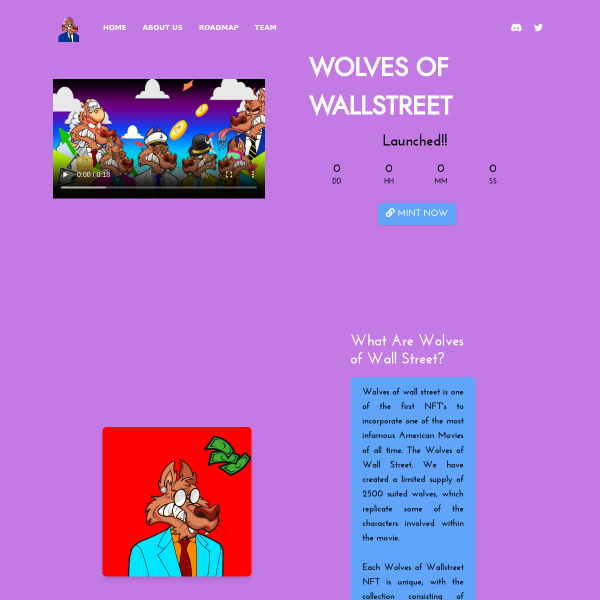 HOME ABOUT US ROADMAP TEAM
WOLVES OF
WALLSTREET
Launched!!
0 0 0 0
DD HH MM SS
MINT NOW
0:00 / 0:18
What Are Wolves
of Wall Street?
Wolves of wall street is one
of the first NFT's to
incorporate one of the most
infamous American Movies
of all time. The Wolves of
Wall Street. We have
created a limited supply of
2500 suited wolves, which
replicate some of the
characters involved within
the movie.
Each Wolves of Wallstreet
NFT is unique, with the
collection consisting of